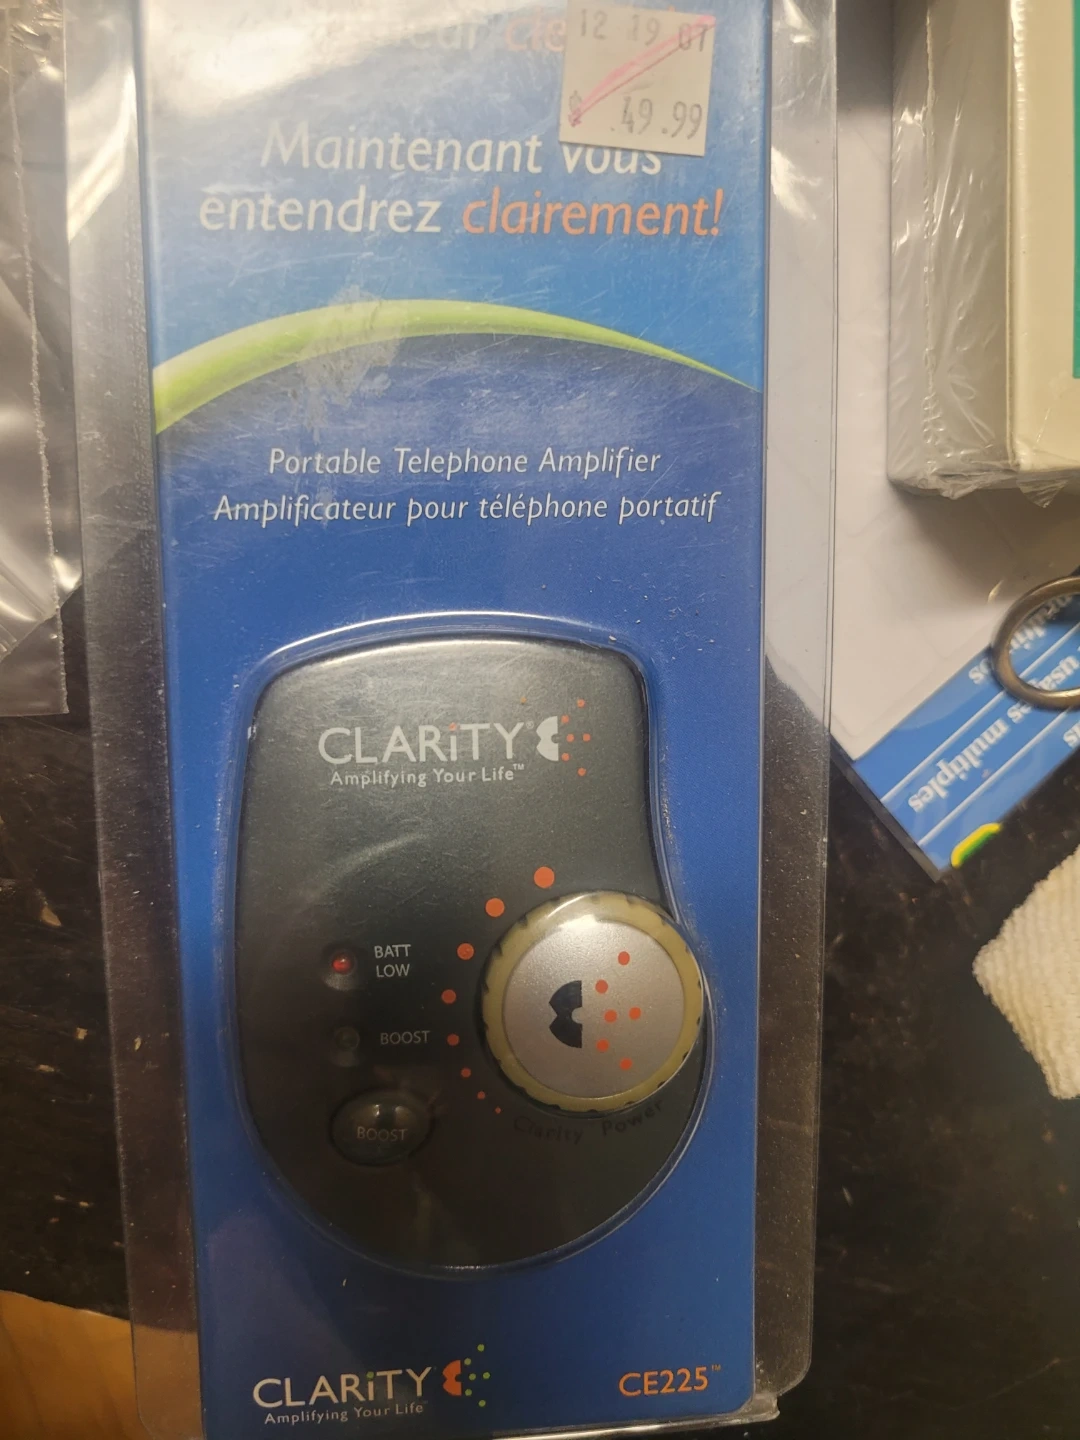 12 19 07
$ .49.99
Maintenant vous
entendrez clairement!
Portable Telephone Amplifier
Amplificateur pour téléphone portatif
CLARiTY
Amplifying Your Life™
BATT
LOW
BOOST
BOOST
Clarity Power
CLARiTY
Amplifying Your Life™
CE225™
multiples